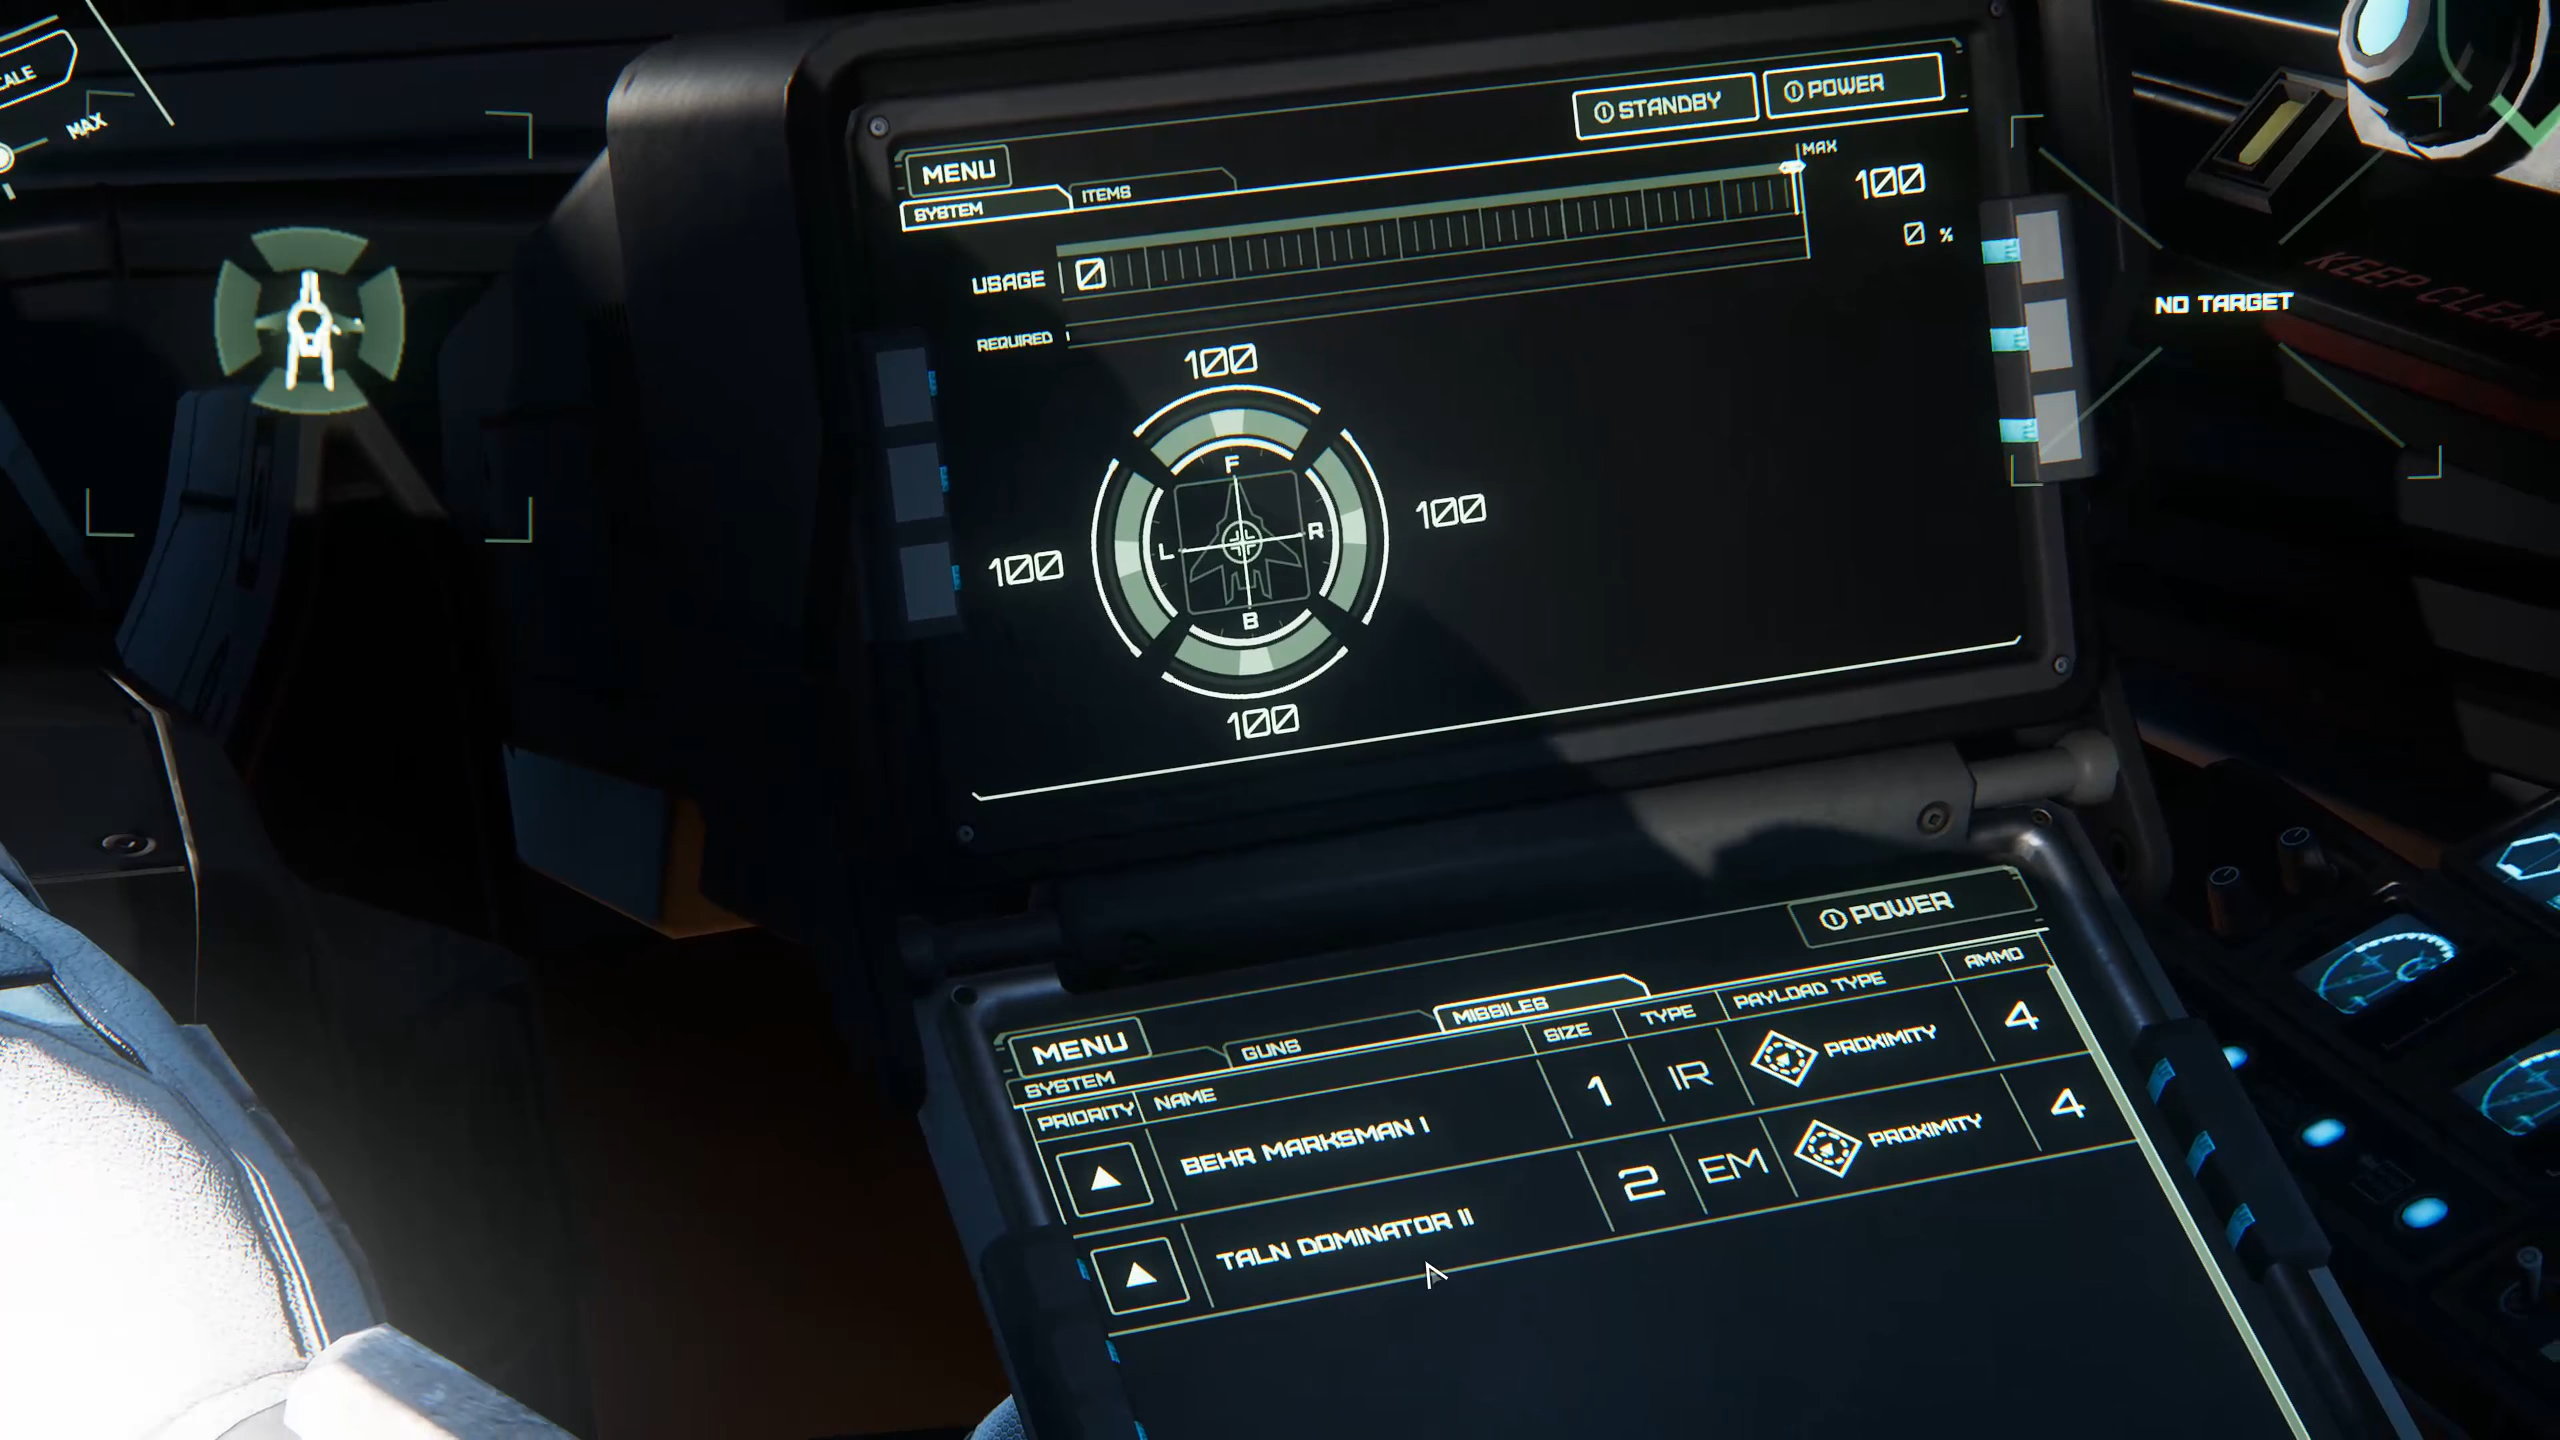 MAX
STANDBY
POWER
MENU
SYSTEM
ITEMS
MAX
100
0 %
USAGE
0
REQUIRED
100
F
L
R
B
100
100
100
NO TARGET
KEEP CLEAR
POWER
MENU
SYSTEM
GUNS
MISSILES
PRIORITY NAME SIZE TYPE PAYLOAD TYPE AMMO
BEHR MARKSMAN I 1 IR PROXIMITY 4
TALN DOMINATOR II 2 EM PROXIMITY 4